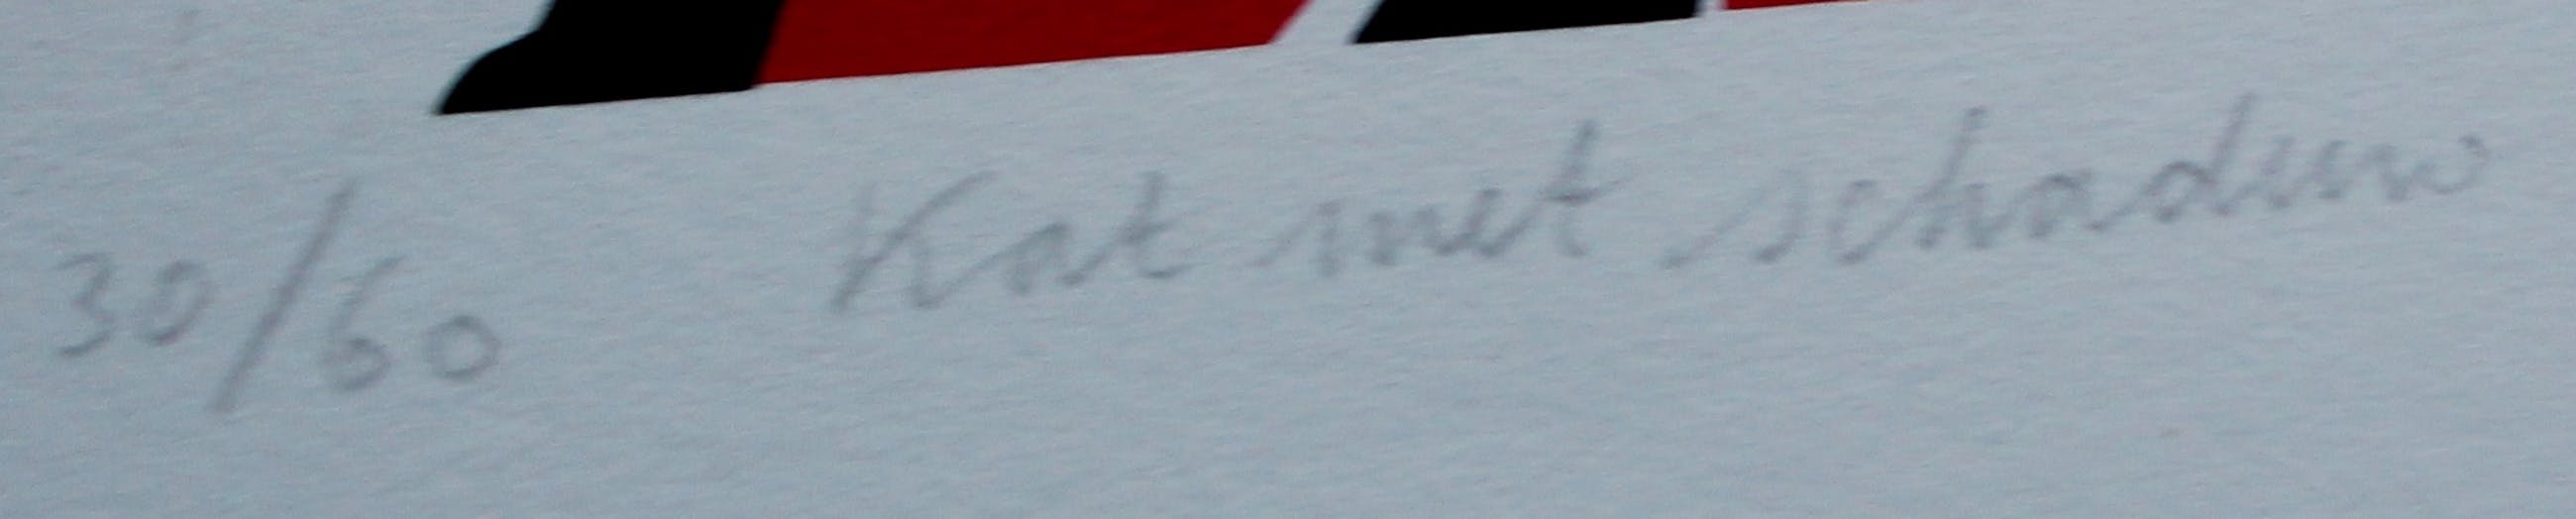 30/60 Kat met schaduw